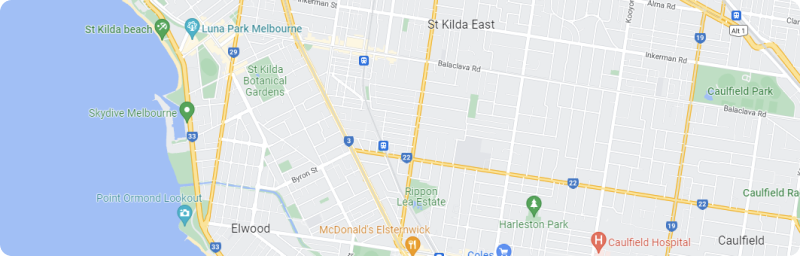 Inkerman St
Alma Rd
Kooyon
St Kilda beach
Luna Park Melbourne
St Kilda East
Alt 1
29
19
Inkerman Rd
Balaclava Rd
St Kilda
Botanical
Gardens
Caulfield Park
Balaclava Rd
Skydive Melbourne
33
3
22
Byron St
22
Rippon
Lea Estate
Point Ormond Lookout
22
Caulfield Ra
Harleston Park
19
Elwood
McDonald's Elsternwick
33
Coles
Caulfield Hospital
Caulfield